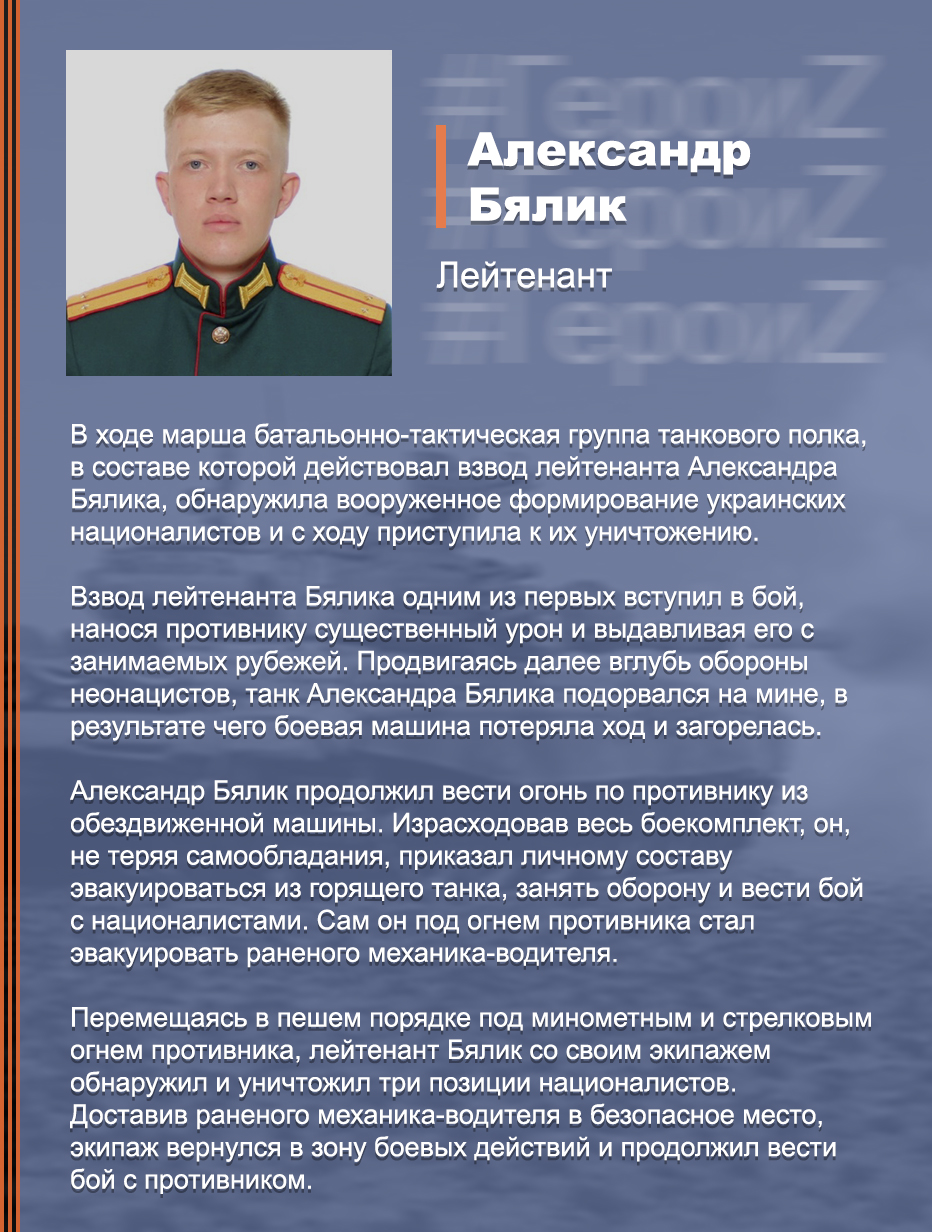 #ГероиZ
#ГероиZ
#ГероиZ
Александр
Бялик
Лейтенант
В ходе марша батальонно-тактическая группа танкового полка,
в составе которой действовал взвод лейтенанта Александра
Бялика, обнаружила вооруженное формирование украинских
националистов и с ходу приступила к их уничтожению.
Взвод лейтенанта Бялика одним из первых вступил в бой,
нанося противнику существенный урон и выдавливая его с
занимаемых рубежей. Продвигаясь далее вглубь обороны
неонацистов, танк Александра Бялика подорвался на мине, в
результате чего боевая машина потеряла ход и загорелась.
Александр Бялик продолжил вести огонь по противнику из
обездвиженной машины. Израсходовав весь боекомплект, он,
не теряя самообладания, приказал личному составу
эвакуироваться из горящего танка, занять оборону и вести бой
с националистами. Сам он под огнем противника стал
эвакуировать раненого механика-водителя.
Перемещаясь в пешем порядке под минометным и стрелковым
огнем противника, лейтенант Бялик со своим экипажем
обнаружил и уничтожил три позиции националистов.
Доставив раненого механика-водителя в безопасное место,
экипаж вернулся в зону боевых действий и продолжил вести
бой с противником.